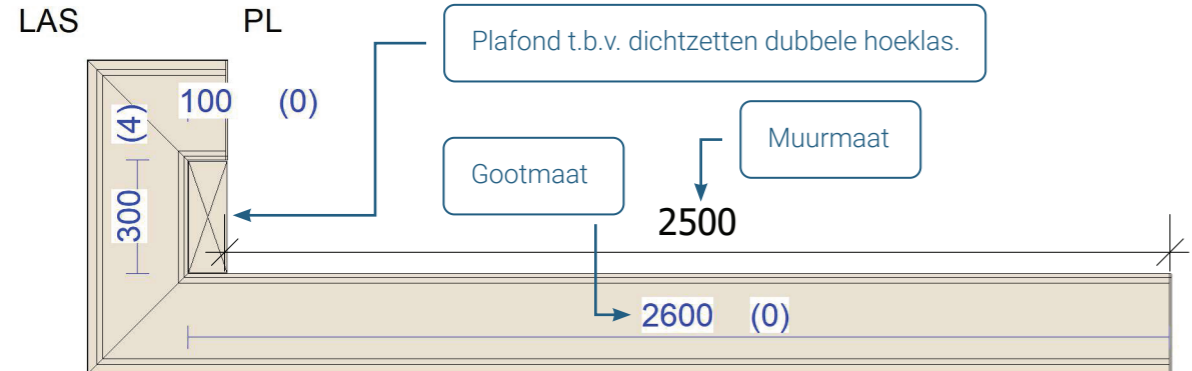 LAS PL
Plafond t.b.v. dichtzetten dubbele hoeklas.
100 (0)
(4)
300
Muurmaat
Gootmaat
2500
2600 (0)